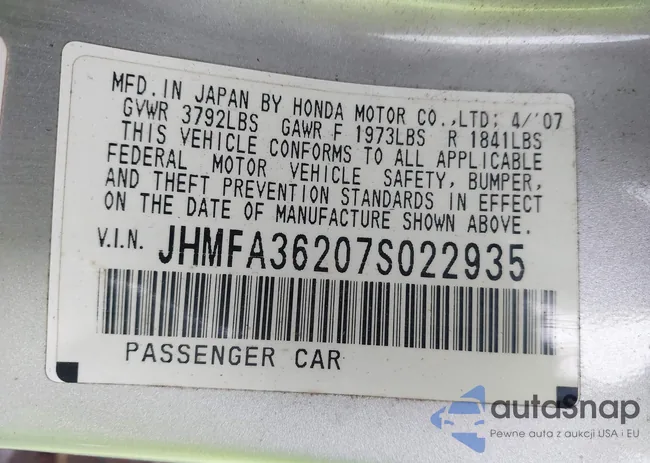 MFD. IN JAPAN BY HONDA MOTOR CO., LTD; 4/'07
GVWR 3792LBS GAWR F 1973LBS R 1841LBS
THIS VEHICLE CONFORMS TO ALL APPLICABLE
FEDERAL MOTOR VEHICLE SAFETY, BUMPER,
AND THEFT PREVENTION STANDARDS IN EFFECT
ON THE DATE OF MANUFACTURE SHOWN ABOVE.
V.I.N. JHMFA36207S022935
PASSENGER CAR
autosnap
Pewne auta z aukcji USA i EU